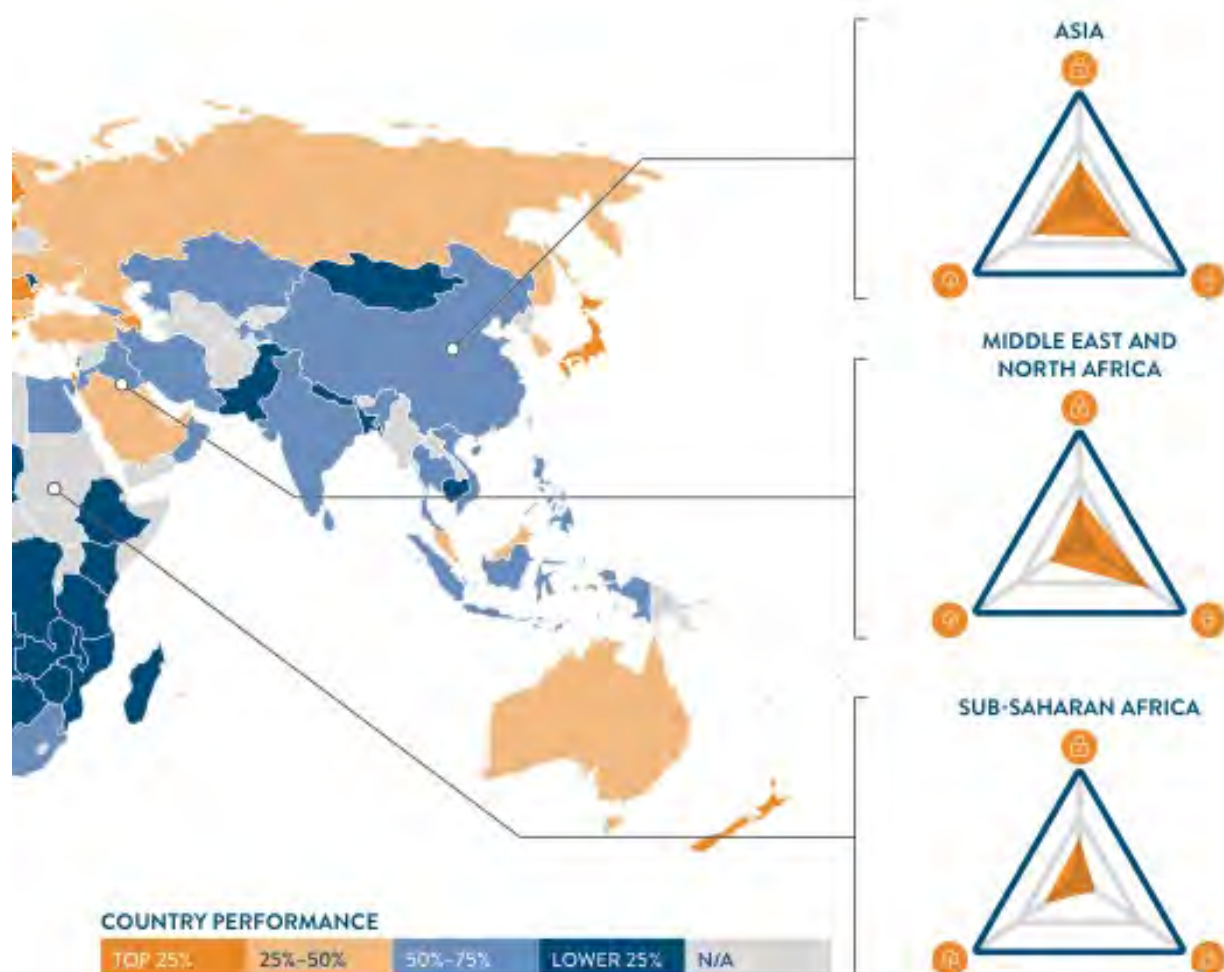 ASIA
MIDDLE EAST AND
NORTH AFRICA
SUB-SAHARAN AFRICA
COUNTRY PERFORMANCE
TOP 25%
25%–50%
50%–75%
LOWER 25%
N/A